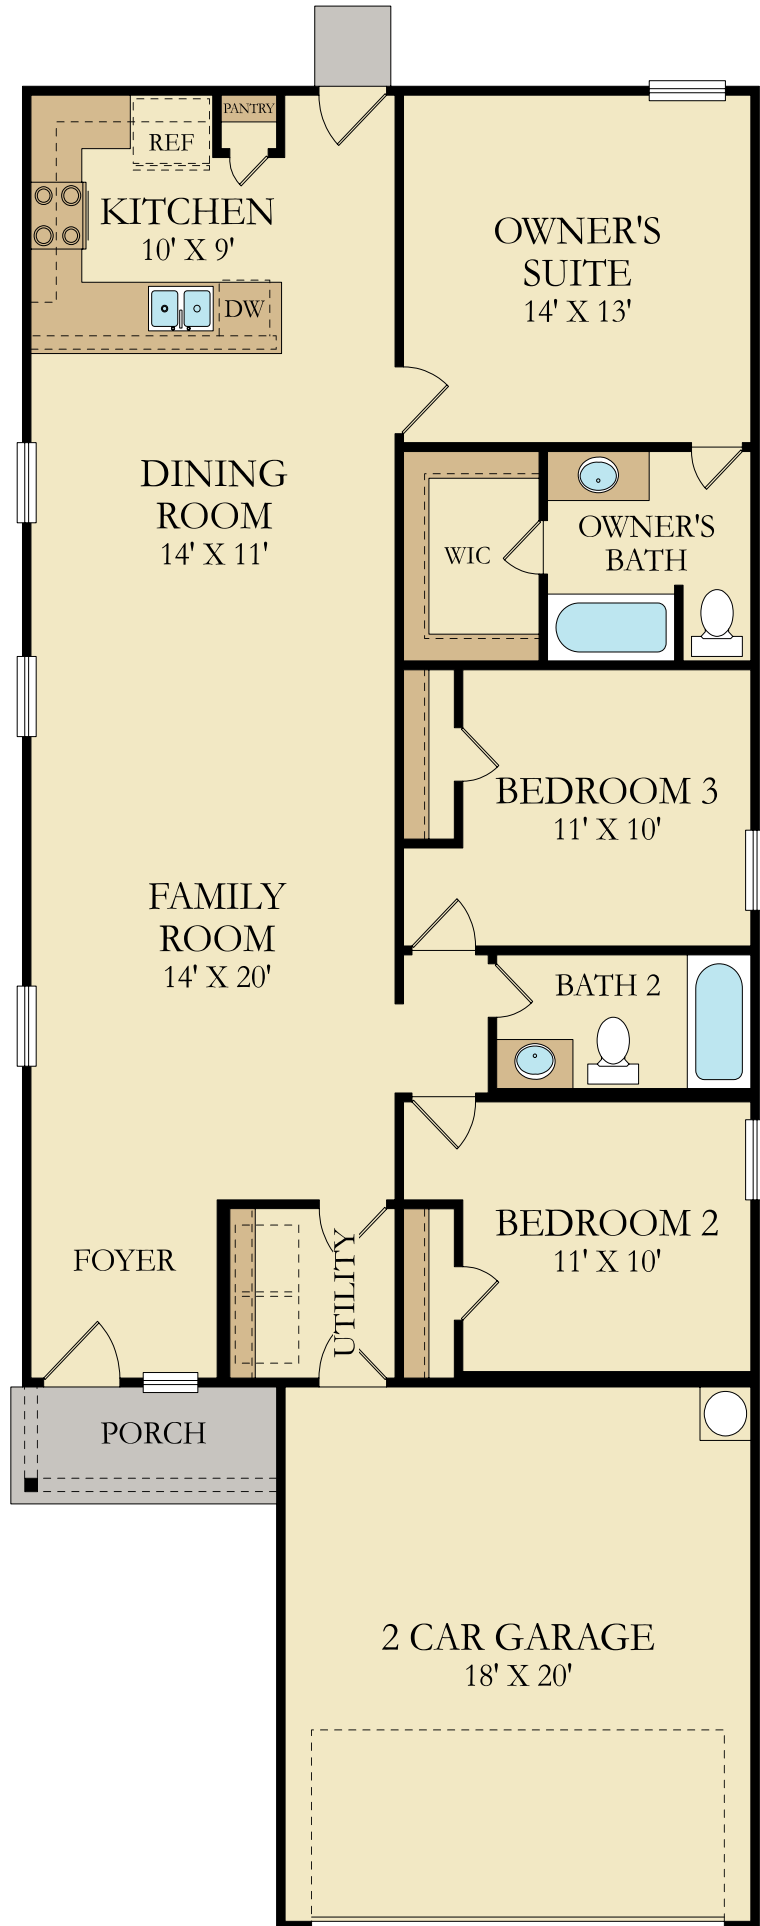 PANTRY
REF
KITCHEN
10' X 9'
DW
OWNER'S
SUITE
14' X 13'
DINING
ROOM
14' X 11'
WIC
OWNER'S
BATH
BEDROOM 3
11' X 10'
FAMILY
ROOM
14' X 20'
BATH 2
BEDROOM 2
11' X 10'
FOYER
UTILITY
PORCH
2 CAR GARAGE
18' X 20'